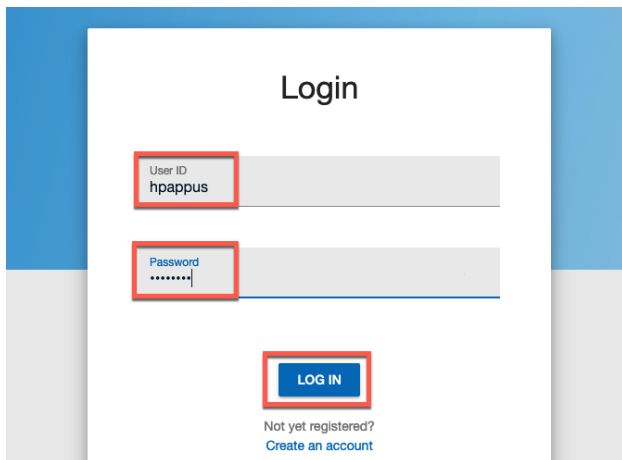 Login
User ID
hpappus
Password
••••••••
LOG IN
Not yet registered?
Create an account